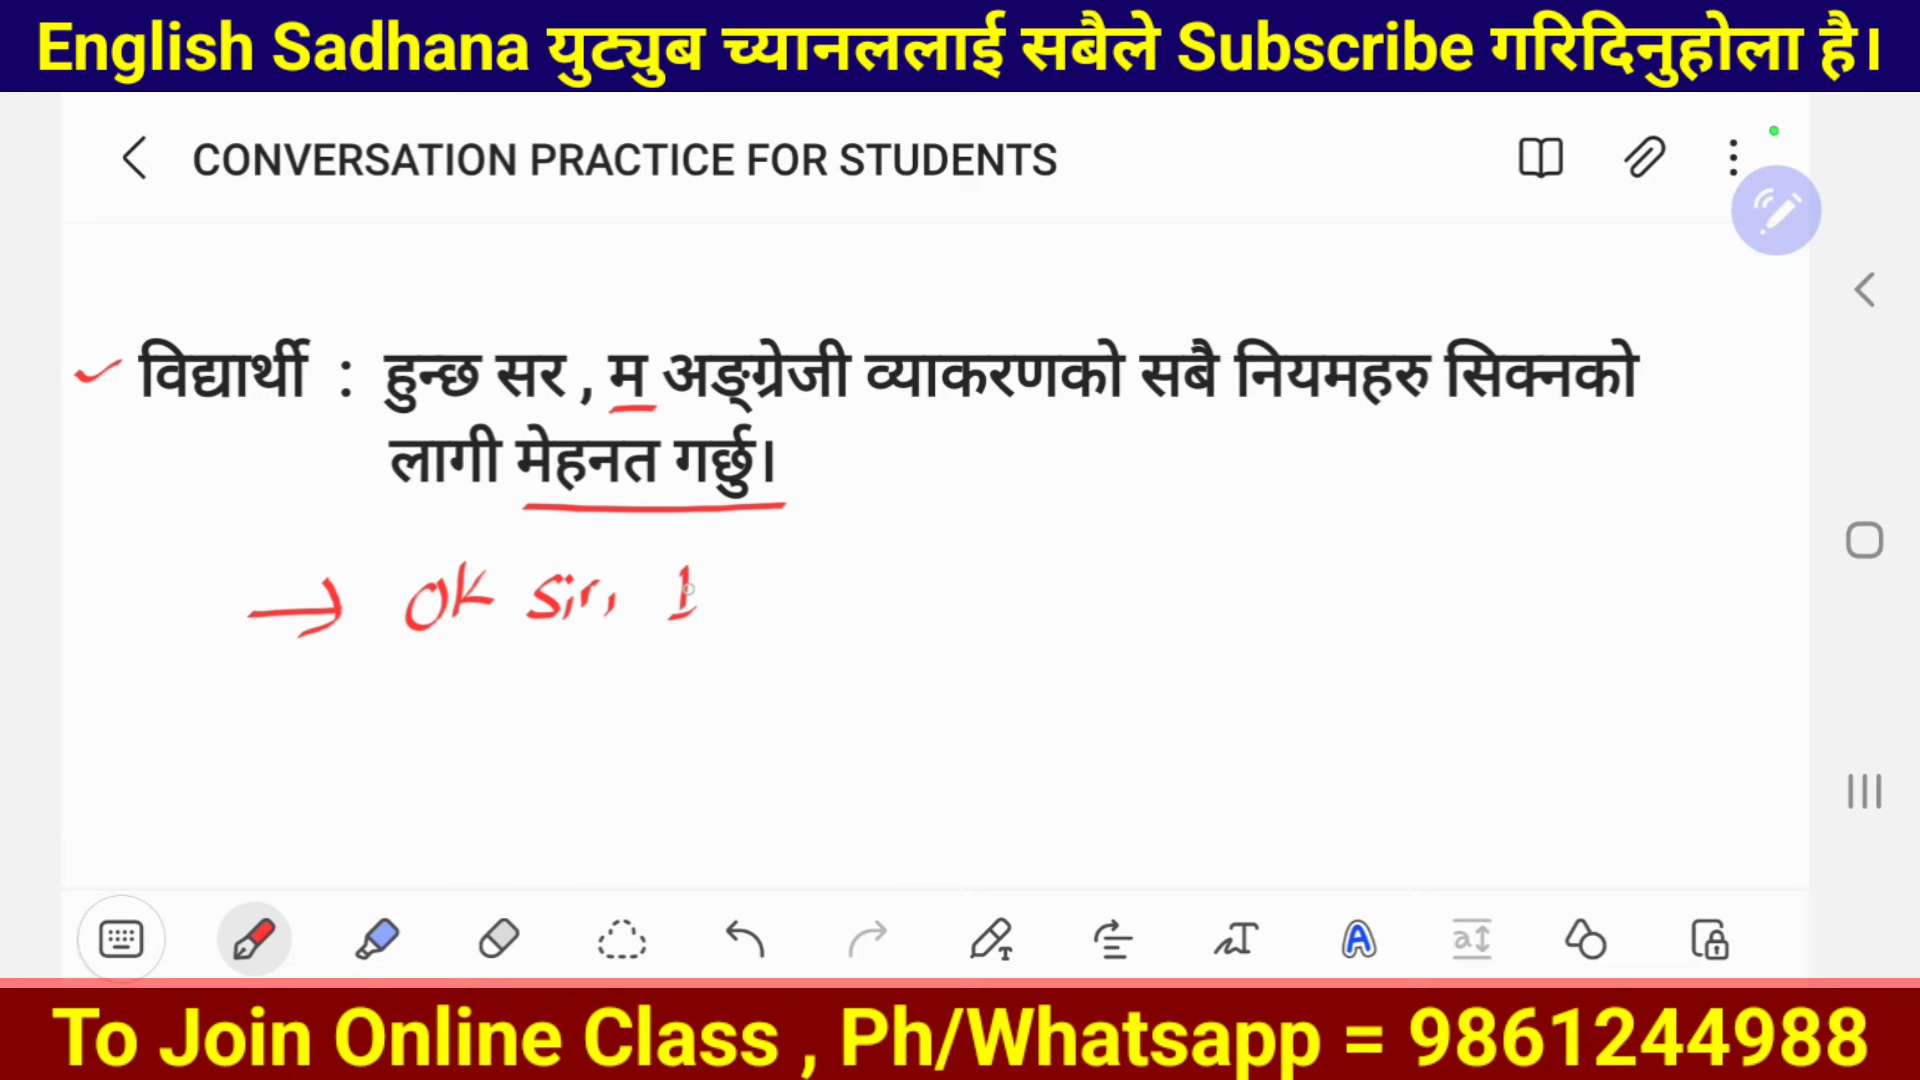 English Sadhana युट्युब च्यानललाई सबैले Subscribe गरिदिनुहोला है।
CONVERSATION PRACTICE FOR STUDENTS
विद्यार्थी : हुन्छ सर , म अङ्ग्रेजी व्याकरणको सबै नियमहरु सिक्नको
लागी मेहनत गर्छु।
→ OK Sir, I
To Join Online Class , Ph/Whatsapp = 9861244988